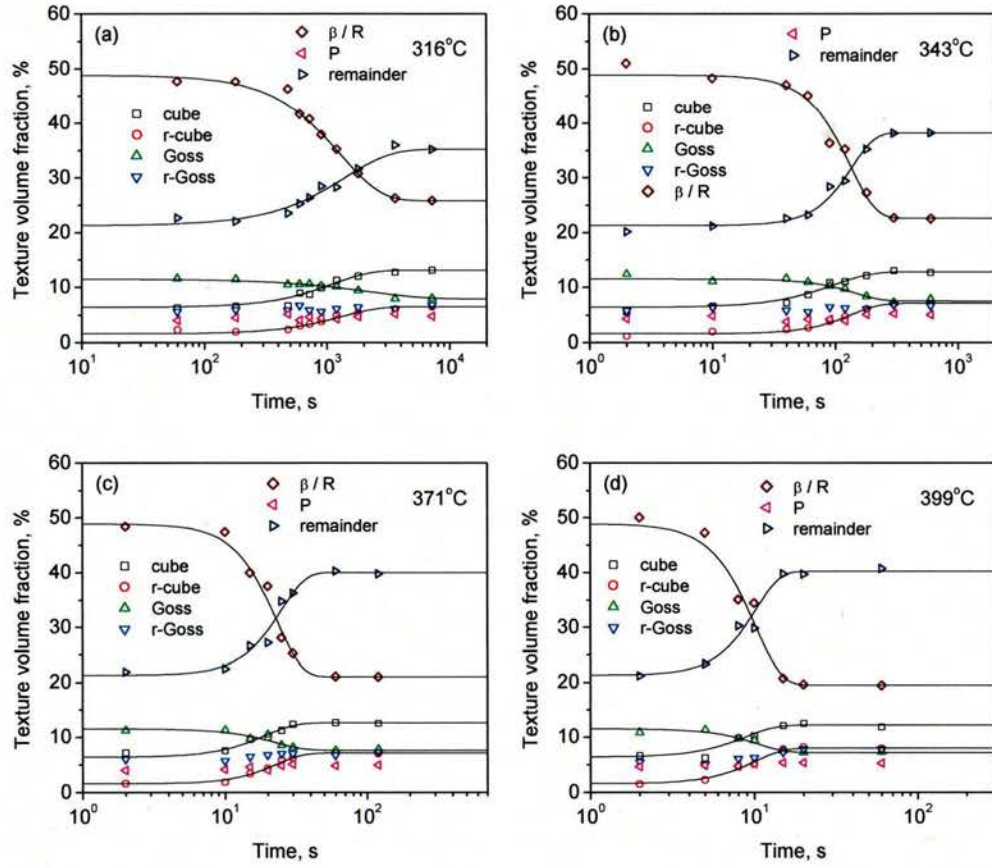 (a)
316°C
β / R
P
remainder
cube
r-cube
Goss
r-Goss
Texture volume fraction, %
60
50
40
30
20
10
0
10¹ 10² 10³ 10⁴
Time, s
(b)
343°C
P
remainder
cube
r-cube
Goss
r-Goss
β / R
Texture volume fraction, %
60
50
40
30
20
10
0
10⁰ 10¹ 10² 10³
Time, s
(c)
371°C
β / R
P
remainder
cube
r-cube
Goss
r-Goss
Texture volume fraction, %
60
50
40
30
20
10
0
10⁰ 10¹ 10²
Time, s
(d)
399°C
β / R
P
remainder
cube
r-cube
Goss
r-Goss
Texture volume fraction, %
60
50
40
30
20
10
0
10⁰ 10¹ 10²
Time, s